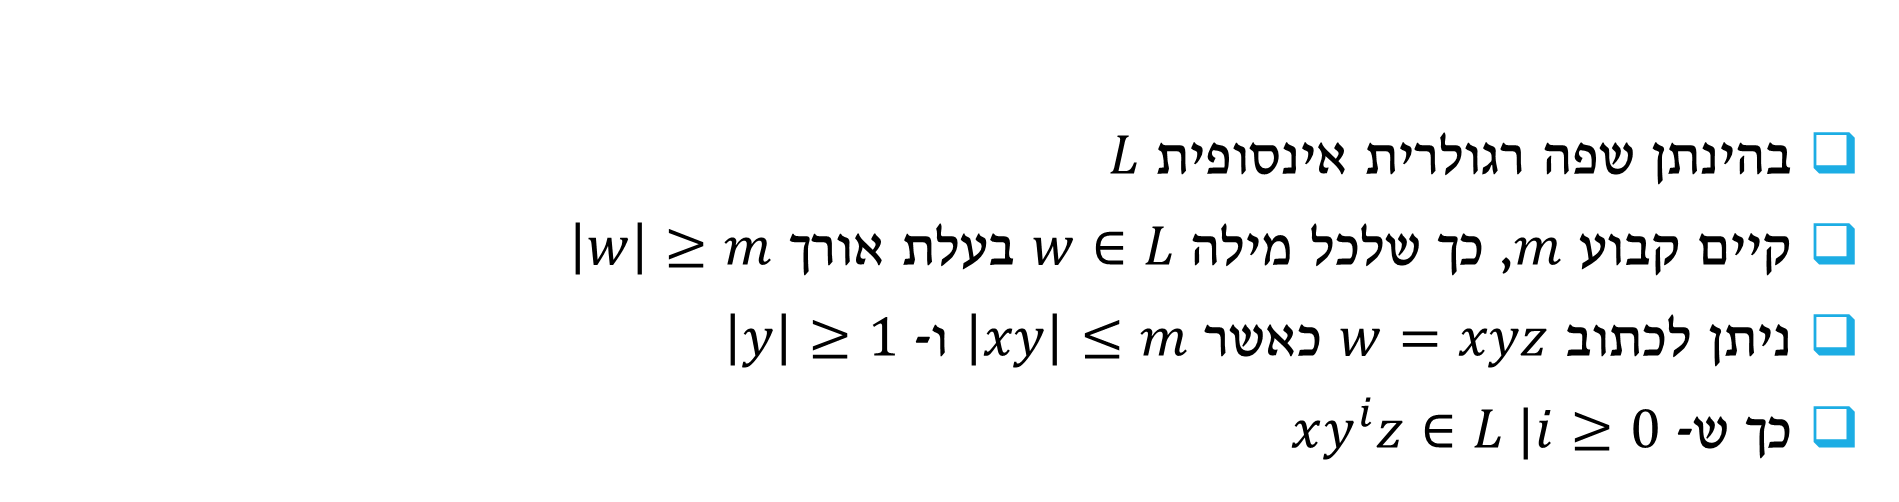 ❑ בהינתן שפה רגולרית אינסופית L
❑ קיים קבוע m, כך שלכל מילה w ∈ L בעלת אורך |w| ≥ m
❑ ניתן לכתוב w = xyz כאשר |xy| ≤ m ו- |y| ≥ 1
❑ כך ש- xyⁱz ∈ L |i ≥ 0